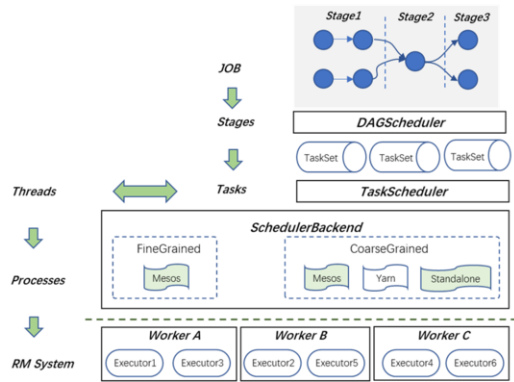 Stage1 Stage2 Stage3
JOB
Stages
DAGScheduler
TaskSet TaskSet TaskSet
Threads
Tasks
TaskScheduler
SchedulerBackend
FineGrained
CoarseGrained
Mesos
Mesos Yarn Standalone
Processes
Worker A Worker B Worker C
RM System
Executor1 Executor3 Executor2 Executor5 Executor4 Executor6